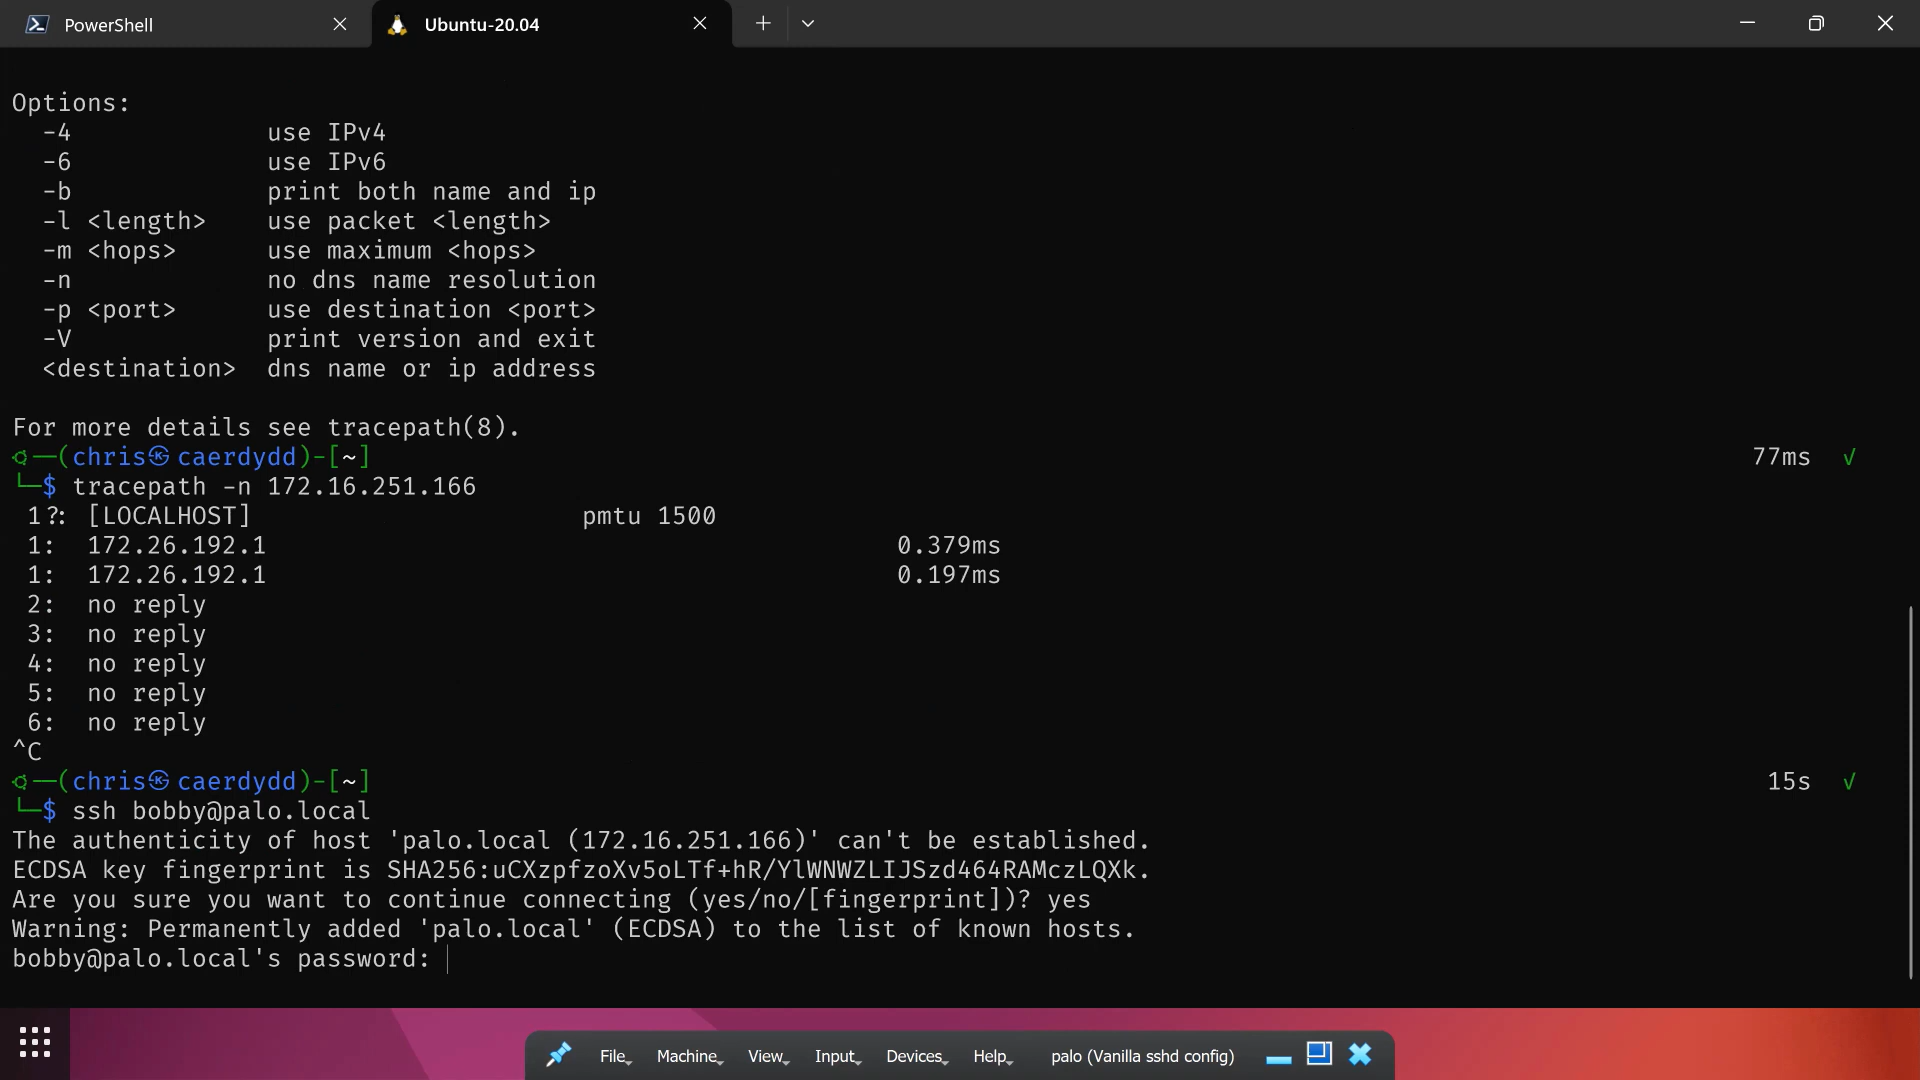 PowerShell
Ubuntu-20.04
Options:
-4 use IPv4
-6 use IPv6
-b print both name and ip
-l <length> use packet <length>
-m <hops> use maximum <hops>
-n no dns name resolution
-p <port> use destination <port>
-V print version and exit
<destination> dns name or ip address
For more details see tracepath(8).
(chris㉿caerdydd)-[~] 77ms √
$ tracepath -n 172.16.251.166
1?: [LOCALHOST] pmtu 1500
1: 172.26.192.1 0.379ms
1: 172.26.192.1 0.197ms
2: no reply
3: no reply
4: no reply
5: no reply
6: no reply
^C
(chris㉿caerdydd)-[~] 15s √
$ ssh bobby@palo.local
The authenticity of host 'palo.local (172.16.251.166)' can't be established.
ECDSA key fingerprint is SHA256:uCXzpfzoXv5oLTf+hR/YlWNWZLIJSzd464RAMczLQXk.
Are you sure you want to continue connecting (yes/no/[fingerprint])? yes
Warning: Permanently added 'palo.local' (ECDSA) to the list of known hosts.
bobby@palo.local's password:
File Machine View Input Devices Help palo (Vanilla sshd config)